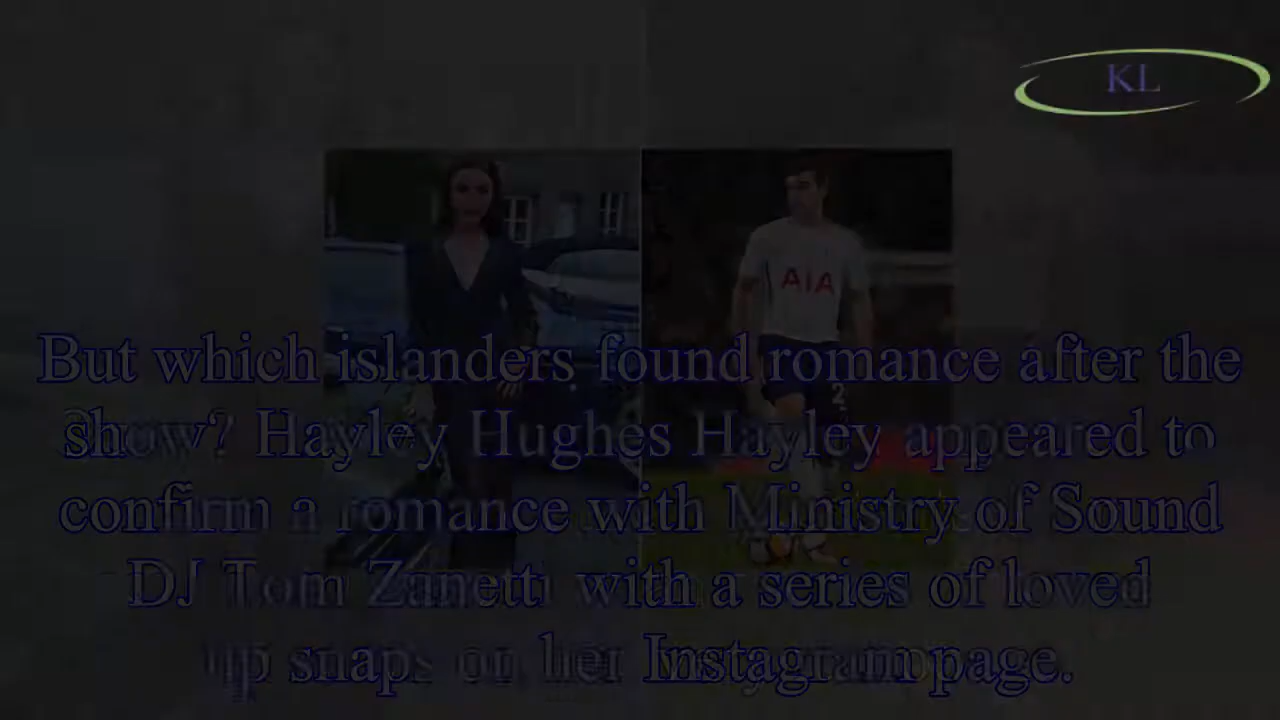 KL
AIA
2
But which islanders found romance after the
show? Hayley Hughes Hayley appeared to
confirm a romance with Ministry of Sound
DJ Tom Zanetti with a series of loved
up snaps on her Instagram page.